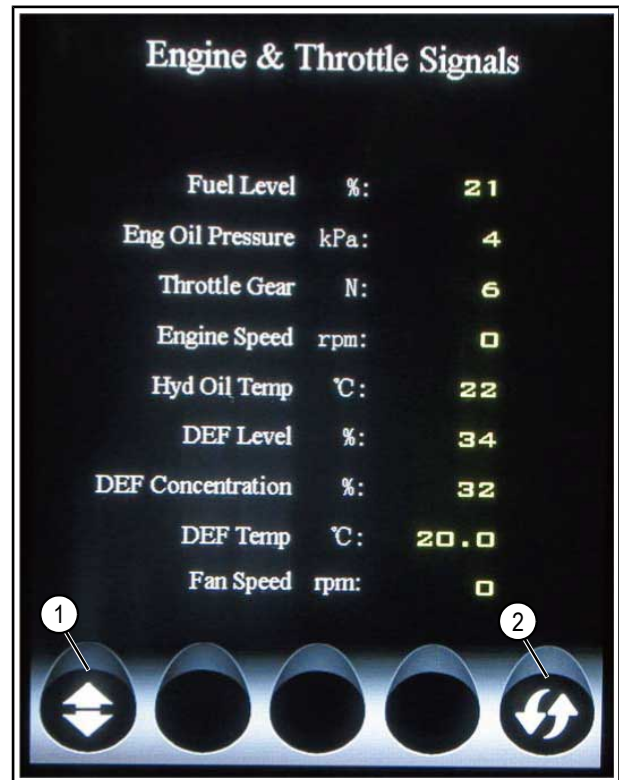 Engine & Throttle Signals
Fuel Level %: 21
Eng Oil Pressure kPa: 4
Throttle Gear N: 6
Engine Speed rpm: 0
Hyd Oil Temp ℃: 22
DEF Level %: 34
DEF Concentration %: 32
DEF Temp ℃: 20.0
Fan Speed rpm: 0
1
2